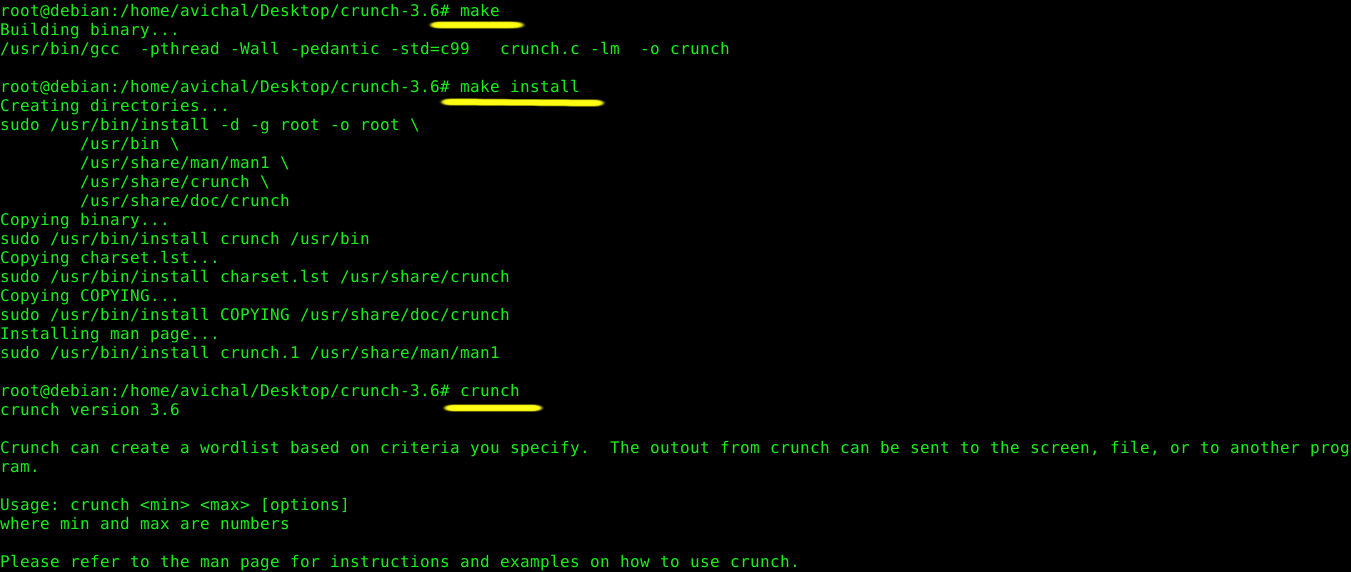 root@debian:/home/avichal/Desktop/crunch-3.6# make
Building binary...
/usr/bin/gcc  -pthread -Wall -pedantic -std=c99   crunch.c -lm  -o crunch
root@debian:/home/avichal/Desktop/crunch-3.6# make install
Creating directories...
sudo /usr/bin/install -d -g root -o root \
        /usr/bin \
        /usr/share/man/man1 \
        /usr/share/crunch \
        /usr/share/doc/crunch
Copying binary...
sudo /usr/bin/install crunch /usr/bin
Copying charset.lst...
sudo /usr/bin/install charset.lst /usr/share/crunch
Copying COPYING...
sudo /usr/bin/install COPYING /usr/share/doc/crunch
Installing man page...
sudo /usr/bin/install crunch.1 /usr/share/man/man1
root@debian:/home/avichal/Desktop/crunch-3.6# crunch
crunch version 3.6
Crunch can create a wordlist based on criteria you specify.  The outout from crunch can be sent to the screen, file, or to another prog
ram.
Usage: crunch <min> <max> [options]
where min and max are numbers
Please refer to the man page for instructions and examples on how to use crunch.